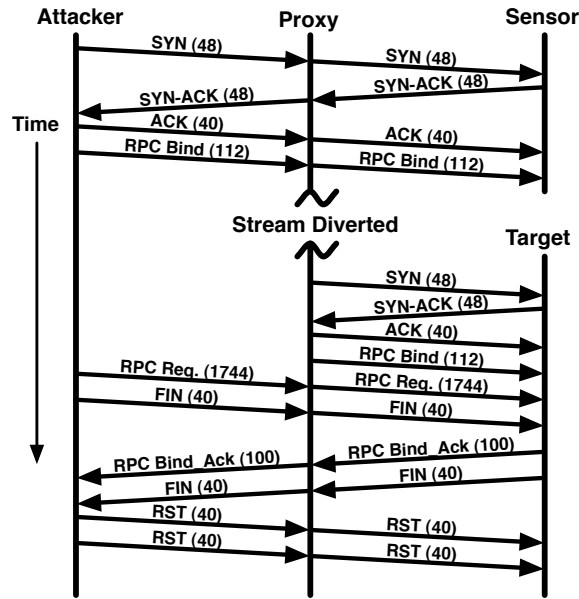 Attacker Proxy Sensor
SYN (48)
SYN (48)
SYN-ACK (48)
SYN-ACK (48)
Time
ACK (40)
ACK (40)
RPC Bind (112)
RPC Bind (112)
Stream Diverted
Target
SYN (48)
SYN-ACK (48)
ACK (40)
RPC Bind (112)
RPC Req. (1744)
RPC Req. (1744)
FIN (40)
FIN (40)
RPC Bind_Ack (100)
RPC Bind_Ack (100)
FIN (40)
FIN (40)
RST (40)
RST (40)
RST (40)
RST (40)